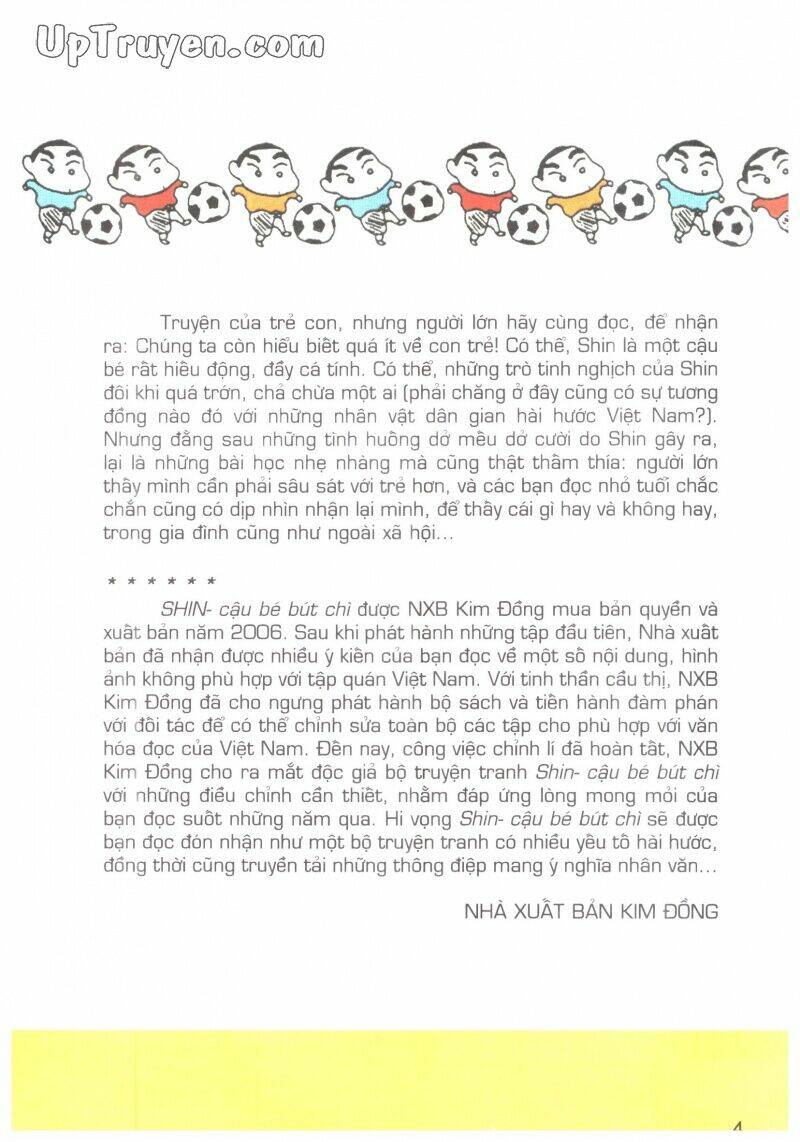 UpTruyen.com
Truyện của trẻ con, nhưng người lớn hãy cùng đọc, để nhận
ra: Chúng ta còn hiểu biết quá ít về con trẻ! Có thể, Shin là một cậu
bé rất hiếu động, đầy cá tính. Có thể, những trò tinh nghịch của Shin
đôi khi quá trớn, chả chừa một ai (phải chăng ở đây cũng có sự tương
đồng nào đó với những nhân vật dân gian hài hước Việt Nam?).
Nhưng đằng sau những tình huống dở mếu dở cười do Shin gây ra,
lại là những bài học nhẹ nhàng mà cũng thật thấm thía: người lớn
thấy mình cần phải sâu sát với trẻ hơn, và các bạn đọc nhỏ tuổi chắc
chắn cũng có dịp nhìn nhận lại mình, để thấy cái gì hay và không hay,
trong gia đình cũng như ngoài xã hội...
* * * * * *
SHIN- cậu bé bút chì được NXB Kim Đồng mua bản quyền và
xuất bản năm 2006. Sau khi phát hành những tập đầu tiên, Nhà xuất
bản đã nhận được nhiều ý kiến của bạn đọc về một số nội dung, hình
ảnh không phù hợp với tập quán Việt Nam. Với tinh thần cầu thị, NXB
Kim Đồng đã cho ngưng phát hành bộ sách và tiến hành đàm phán
với đối tác để có thể chỉnh sửa toàn bộ các tập cho phù hợp với văn
hóa đọc của Việt Nam. Đến nay, công việc chỉnh lí đã hoàn tất, NXB
Kim Đồng cho ra mắt độc giả bộ truyện tranh Shin- cậu bé bút chì
với những điều chỉnh cần thiết, nhằm đáp ứng lòng mong mỏi của
bạn đọc suốt những năm qua. Hi vọng Shin- cậu bé bút chì sẽ được
bạn đọc đón nhận như một bộ truyện tranh có nhiều yếu tố hài hước,
đồng thời cũng truyền tải những thông điệp mang ý nghĩa nhân văn...
NHÀ XUẤT BẢN KIM ĐỒNG